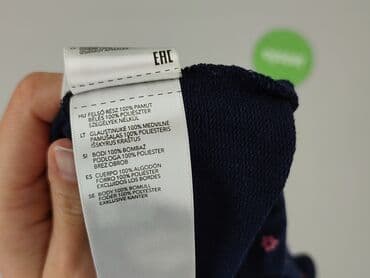 EAC
HU FELSŐ RÉSZ 100% PAMUT
BÉLÉS 100% POLIÉSZTER
SZEGÉLYEK NÉLKÜL
LT GLAUSTINUKĖ 100% MEDVILNĖ
PAMUŠALAS 100% POLIESTERIS
IŠSKYRUS KRAŠTUS
SI BODI 100% BOMBAŽ
PODLOGA 100% POLIESTER
BREZ OBROB
ES CUERPO 100% ALGODÓN
FORRO 100% POLIÉSTER
EXCLUIDOS LOS BORDES
SE BODY 100% BOMULL
FODER 100% POLYESTER
EXKLUSIVE KANTER